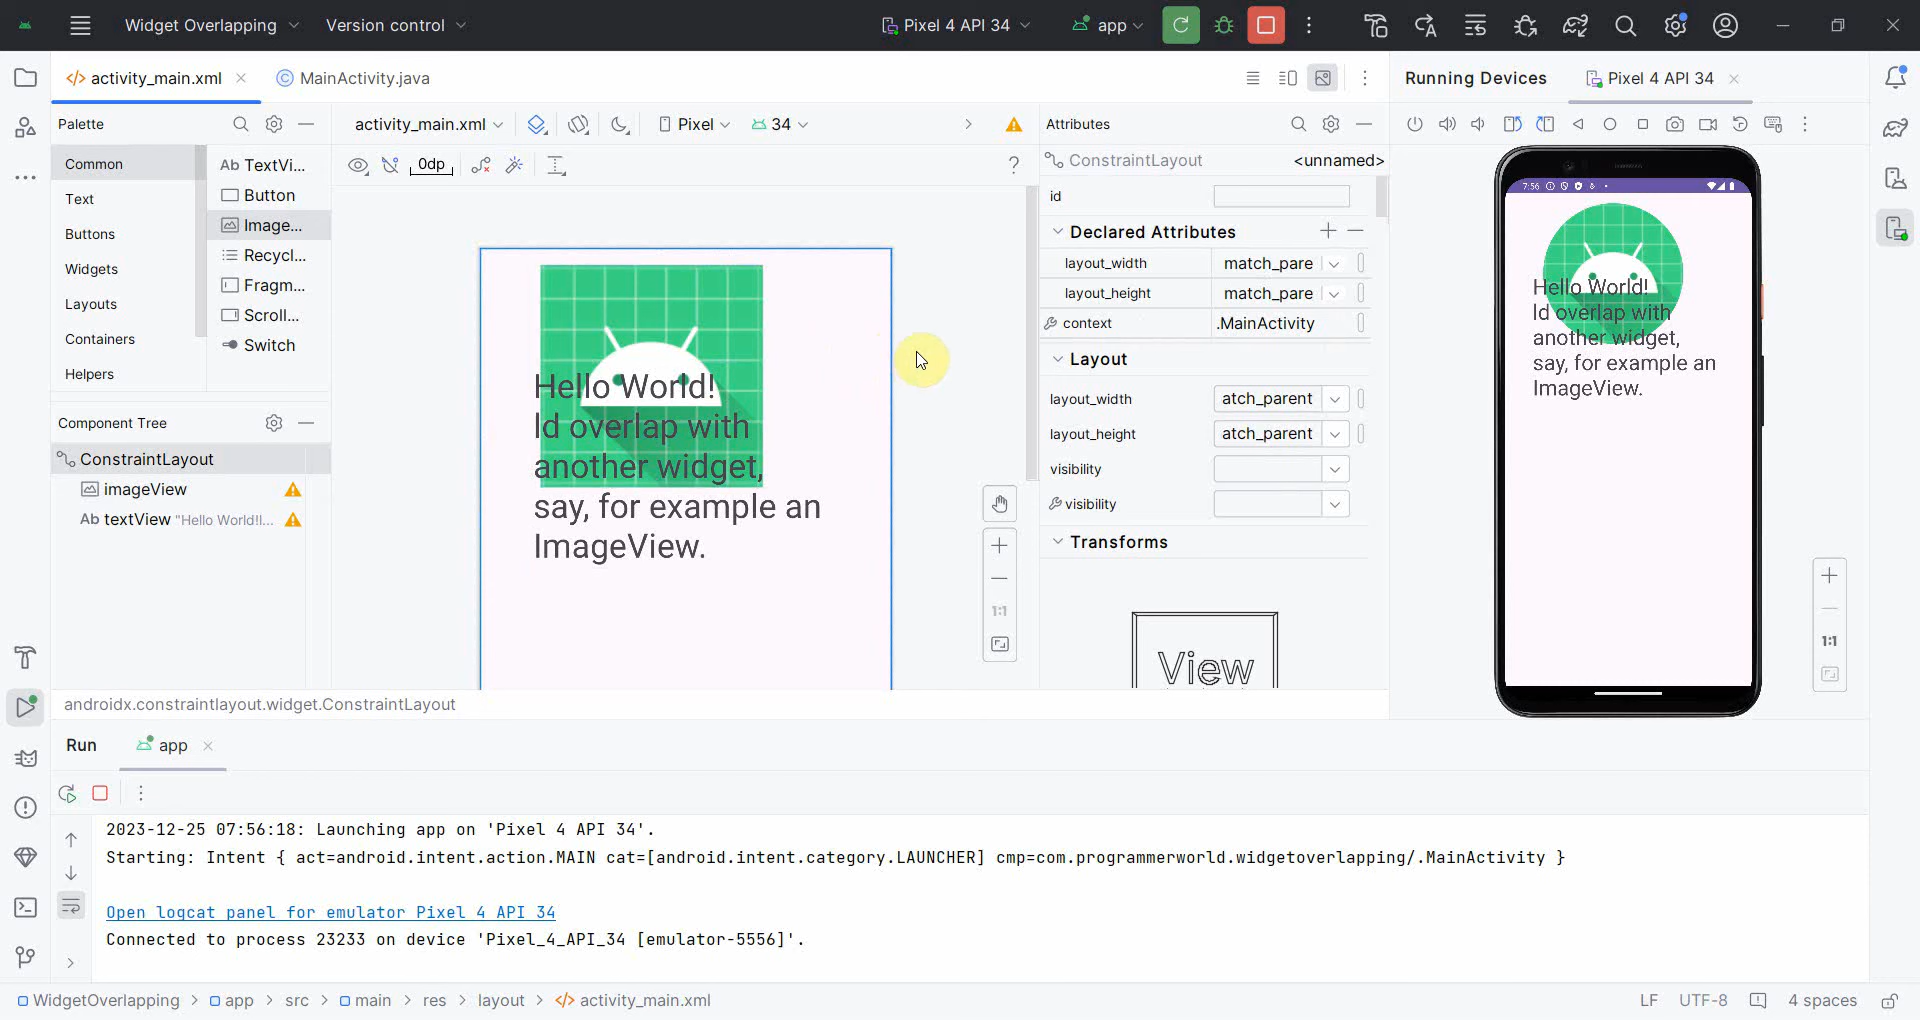 Widget Overlapping
Version control
Pixel 4 API 34
app
activity_main.xml
MainActivity.java
Running Devices
Pixel 4 API 34
Palette
activity_main.xml
Pixel
34
Attributes
Common
Text
Buttons
Widgets
Layouts
Containers
Helpers
Ab TextVi...
Button
Image...
Recycl...
Fragm...
Scroll...
Switch
0dp
?
ConstraintLayout
<unnamed>
id
Declared Attributes
layout_width
match_pare
layout_height
match_pare
context
.MainActivity
Layout
layout_width
atch_parent
layout_height
atch_parent
visibility
visibility
Transforms
View
Component Tree
ConstraintLayout
imageView
Ab textView "Hello World!l...
Hello World!
ld overlap with
another widget,
say, for example an
ImageView.
1:1
7:56
Hello World!
ld overlap with
another widget,
say, for example an
ImageView.
1:1
androidx.constraintlayout.widget.ConstraintLayout
Run
app
2023-12-25 07:56:18: Launching app on 'Pixel 4 API 34'.
Starting: Intent { act=android.intent.action.MAIN cat=[android.intent.category.LAUNCHER] cmp=com.programmerworld.widgetoverlapping/.MainActivity }
Open logcat panel for emulator Pixel 4 API 34
Connected to process 23233 on device 'Pixel_4_API_34 [emulator-5556]'.
WidgetOverlapping > app > src > main > res > layout > activity_main.xml
LF
UTF-8
4 spaces